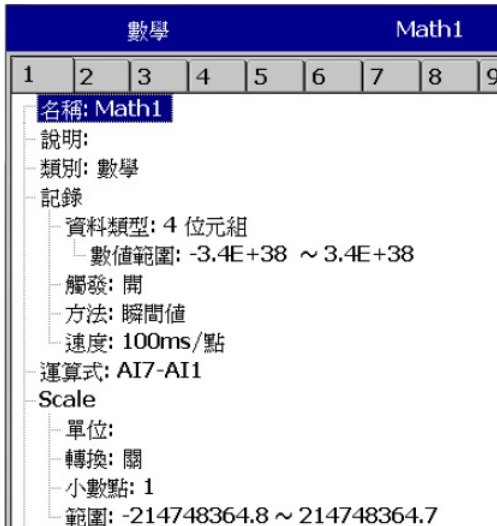 數學 Math1
1 2 3 4 5 6 7 8 9
名稱: Math1
說明:
類別: 數學
記錄
資料類型: 4 位元組
數值範圍: -3.4E+38 ~ 3.4E+38
觸發: 開
方法: 瞬間值
速度: 100ms/點
運算式: AI7-AI1
Scale
單位:
轉換: 關
小數點: 1
範圍: -214748364.8 ~ 214748364.7